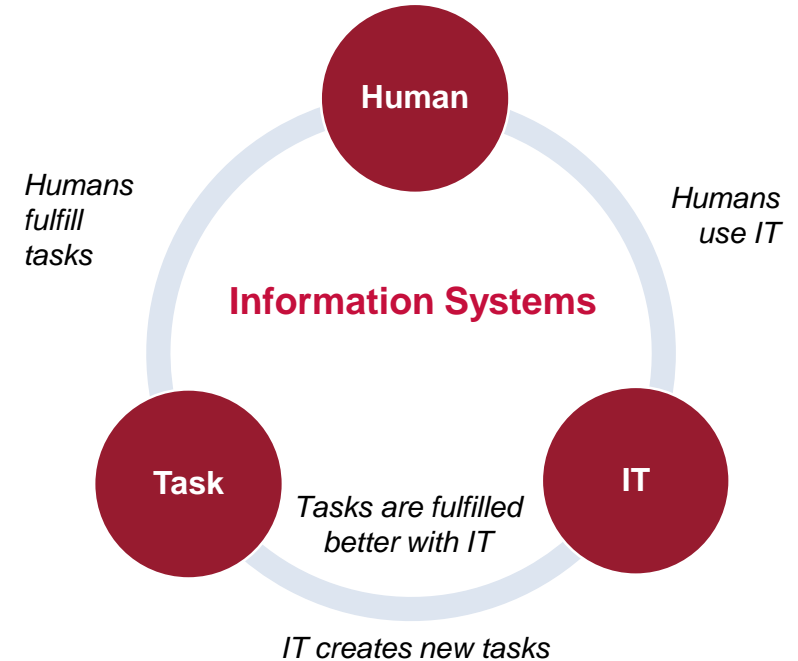 Human
Humans
fulfill
tasks
Humans
use IT
Information Systems
Task
IT
Tasks are fulfilled
better with IT
IT creates new tasks